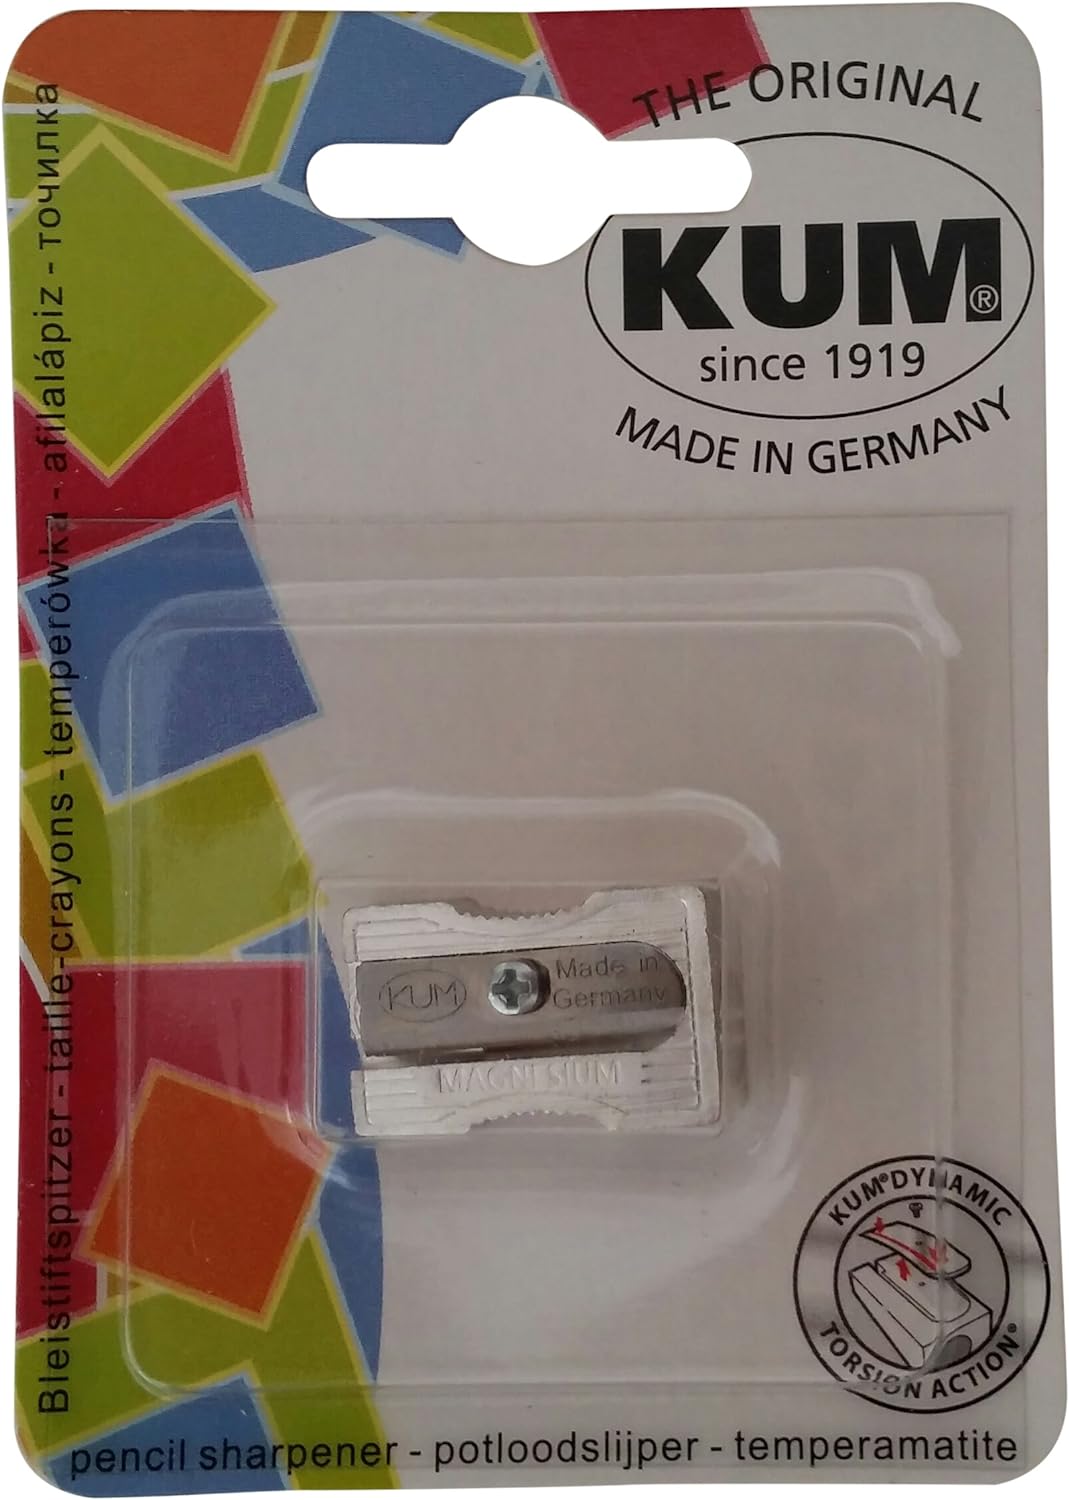 THE ORIGINAL
KUM®
since 1919
MADE IN GERMANY
Bleistiftspitzer - taille-crayons - temperówka - afilalápiz - точилка
KUM
Made in
Germany
MAGNESIUM
KUM® DYNAMIC
TORSION ACTION®
pencil sharpener - potloodslijper - temperamatite